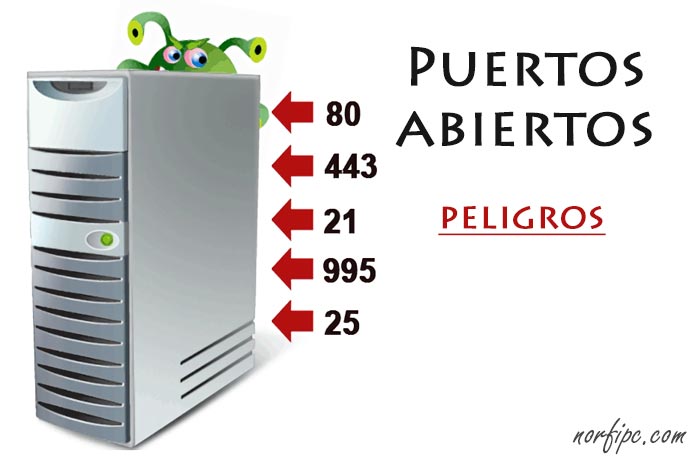 PUERTOS
ABIERTOS
PELIGROS
80
443
21
995
25
norfipc.com